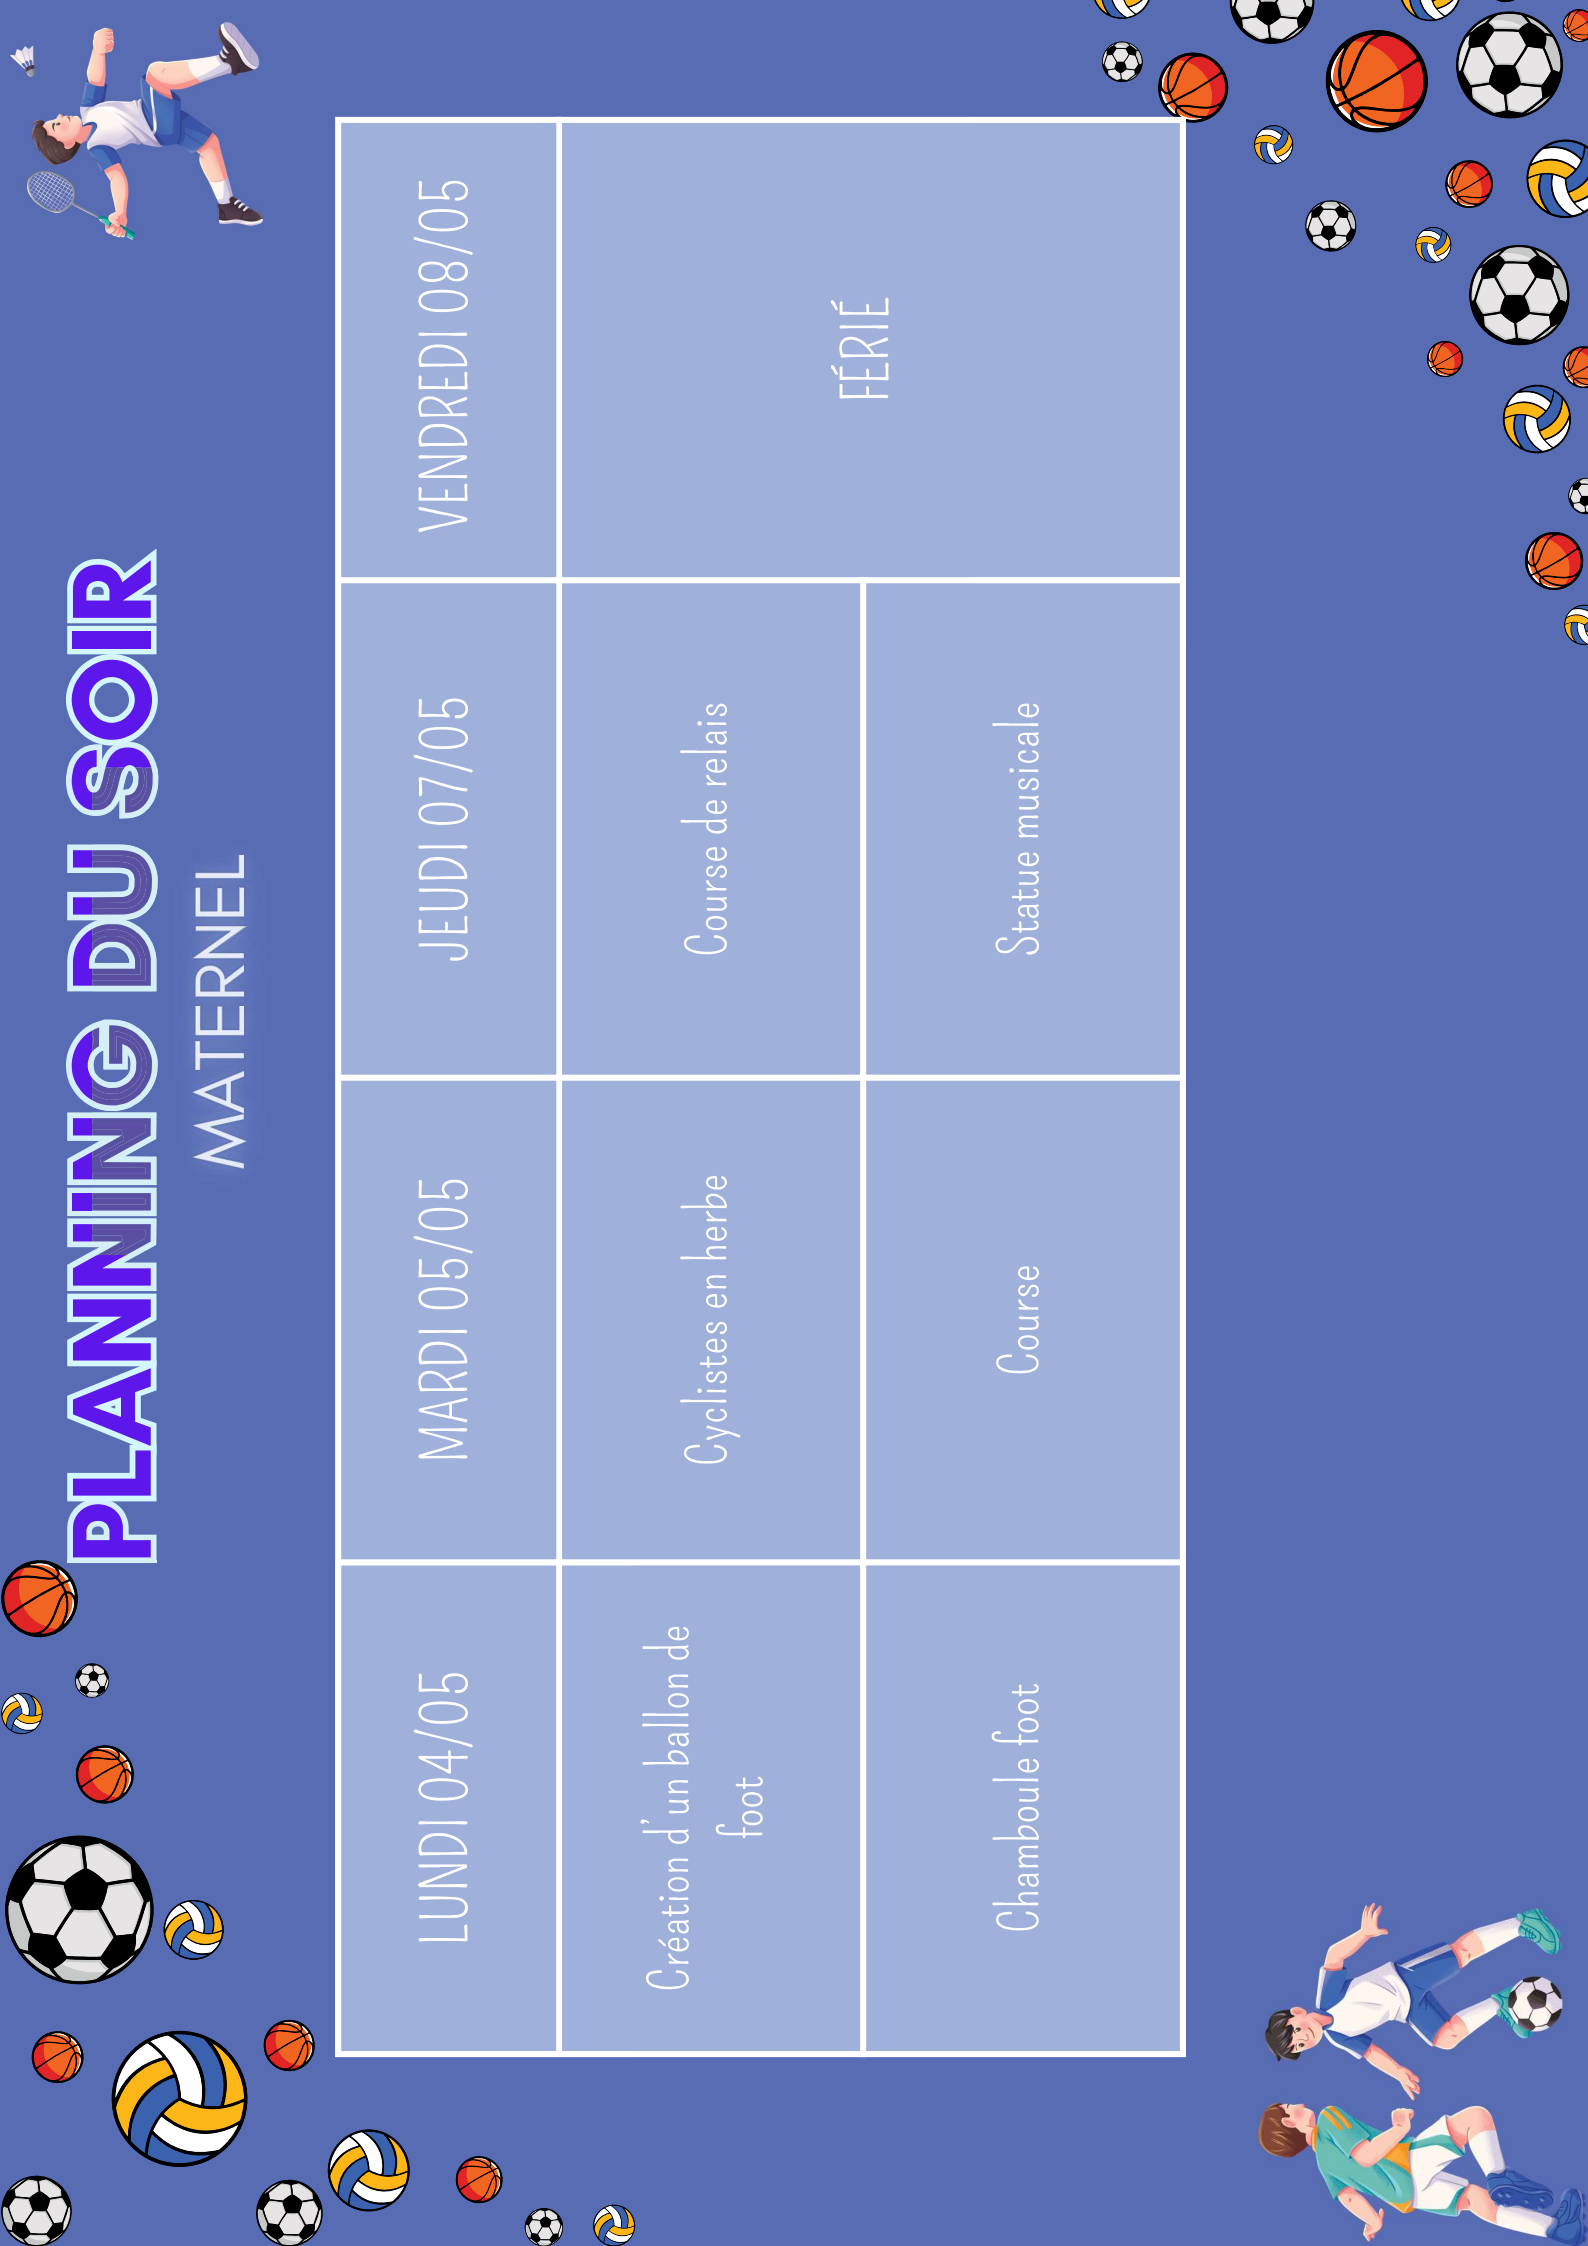 PLANNING DU SOIR
MATERNEL
LUNDI 04/05
MARDI 05/05
JEUDI 07/05
VENDREDI 08/05
Création d'un ballon de
foot
Cyclistes en herbe
Course de relais
FÉRIÉ
Chamboule foot
Course
Statue musicale